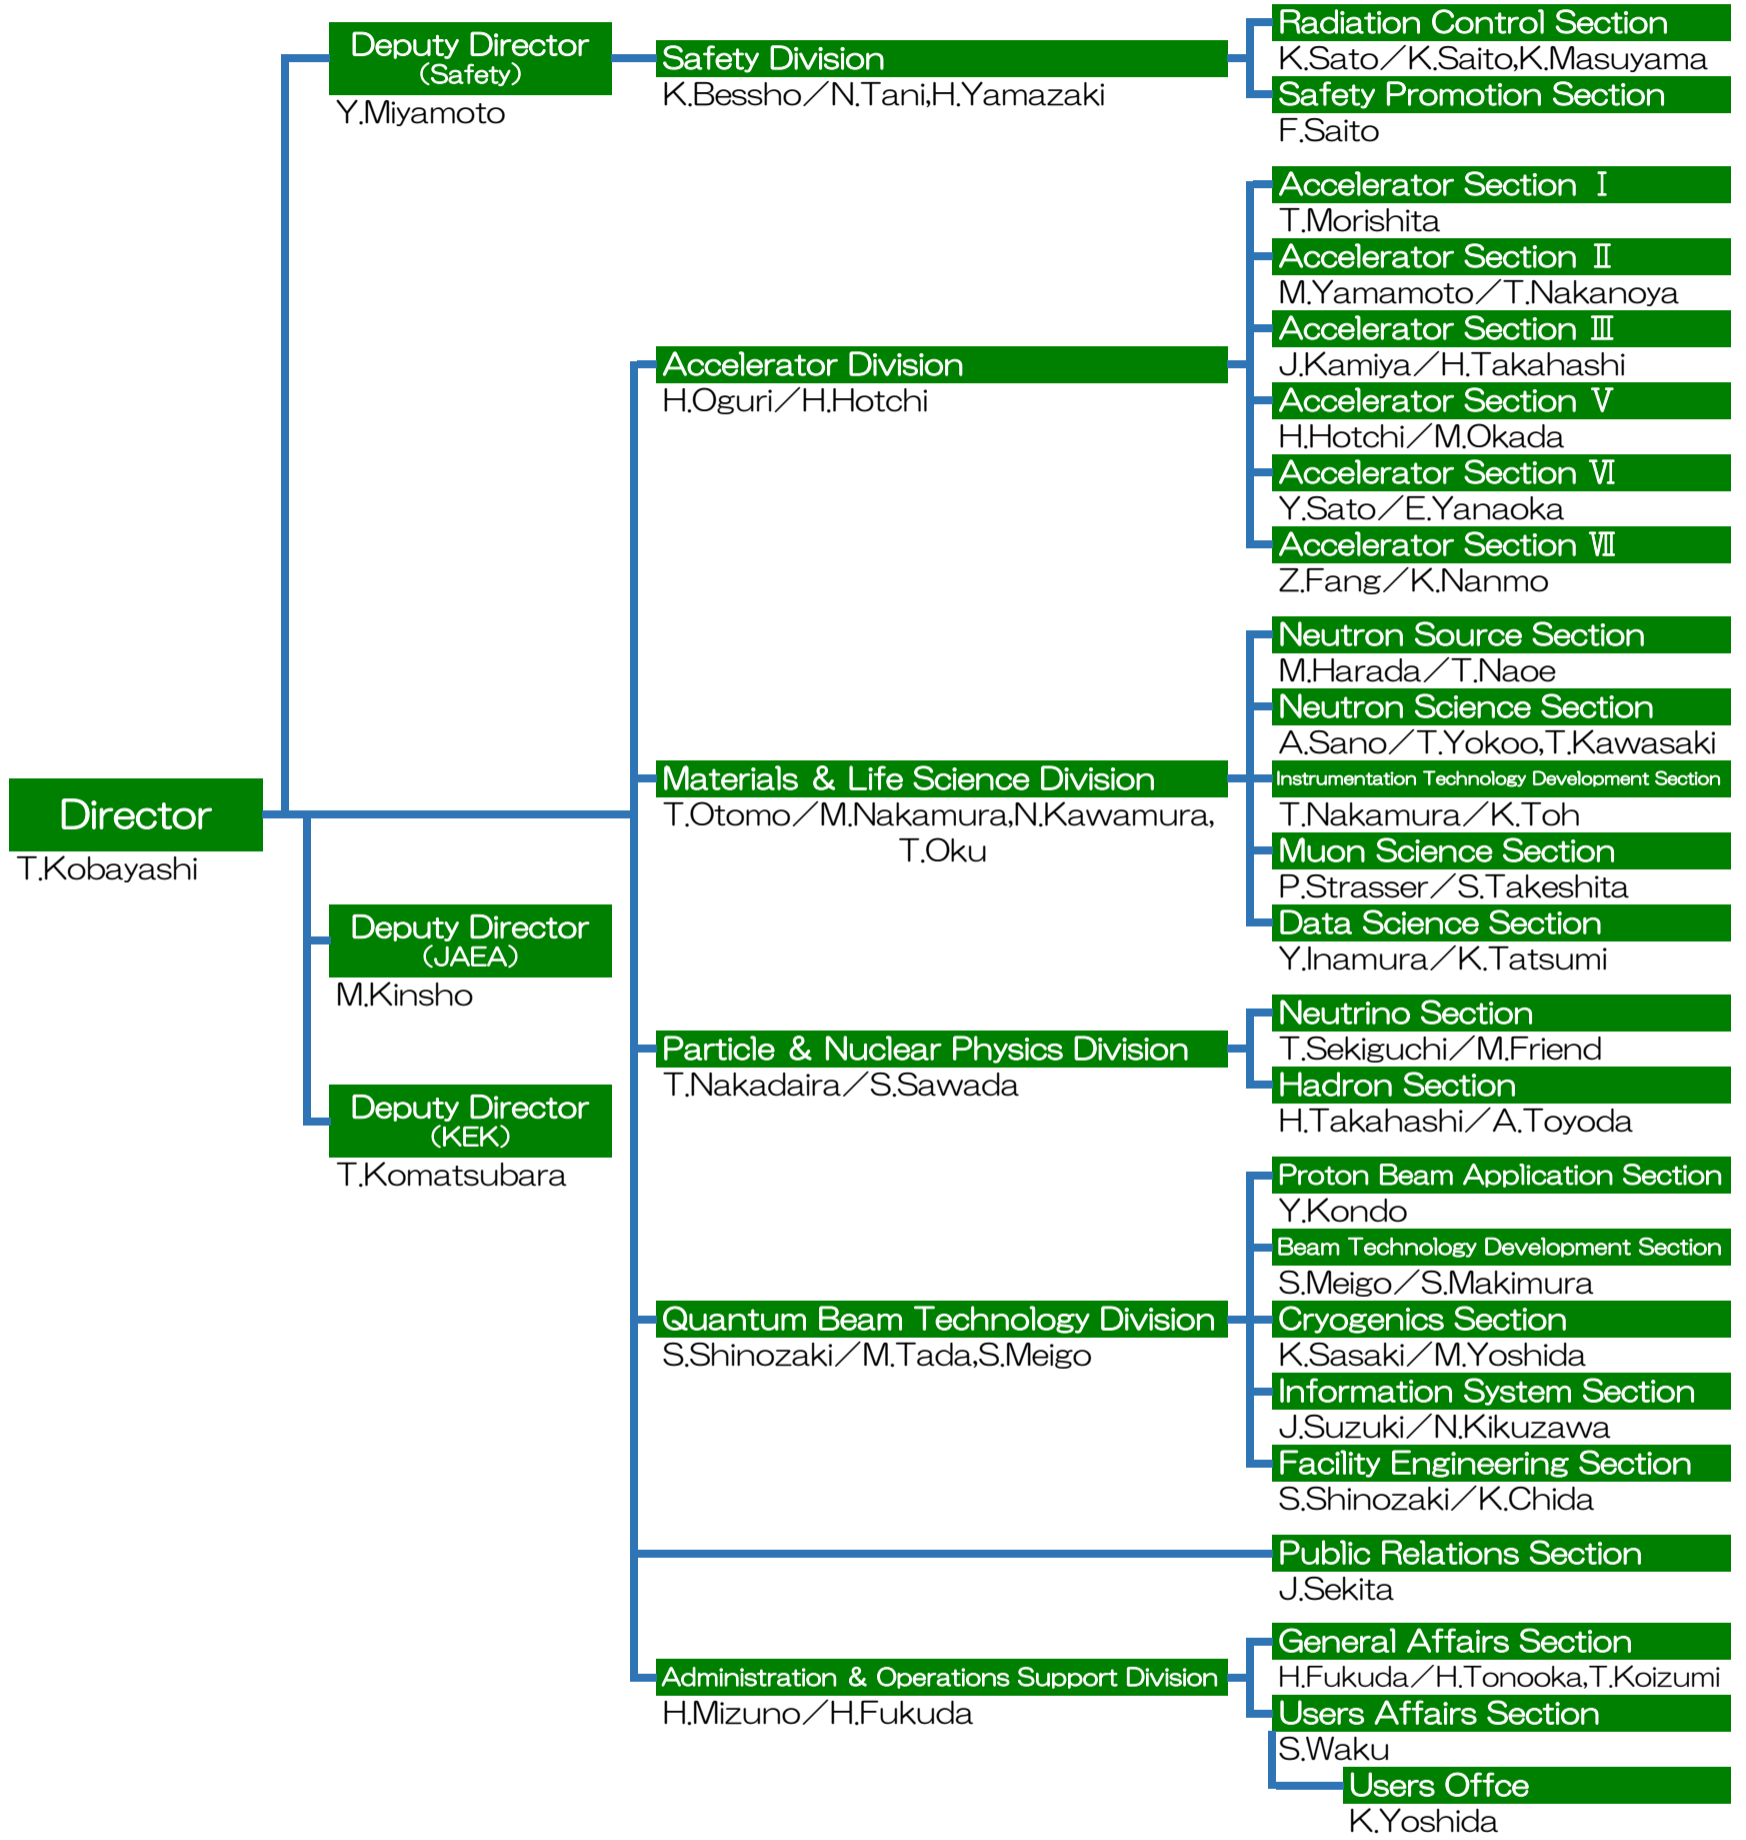 Director
T.Kobayashi
Deputy Director
(Safety)
Y.Miyamoto
Deputy Director
(JAEA)
M.Kinsho
Deputy Director
(KEK)
T.Komatsubara
Safety Division
K.Bessho／N.Tani,H.Yamazaki
Radiation Control Section
K.Sato／K.Saito,K.Masuyama
Safety Promotion Section
F.Saito
Accelerator Division
H.Oguri／H.Hotchi
Accelerator Section Ⅰ
T.Morishita
Accelerator Section Ⅱ
M.Yamamoto／T.Nakanoya
Accelerator Section Ⅲ
J.Kamiya／H.Takahashi
Accelerator Section Ⅴ
H.Hotchi／M.Okada
Accelerator Section Ⅵ
Y.Sato／E.Yanaoka
Accelerator Section Ⅶ
Z.Fang／K.Nanmo
Materials & Life Science Division
T.Otomo／M.Nakamura,N.Kawamura,
T.Oku
Neutron Source Section
M.Harada／T.Naoe
Neutron Science Section
A.Sano／T.Yokoo,T.Kawasaki
Instrumentation Technology Development Section
T.Nakamura／K.Toh
Muon Science Section
P.Strasser／S.Takeshita
Data Science Section
Y.Inamura／K.Tatsumi
Particle & Nuclear Physics Division
T.Nakadaira／S.Sawada
Neutrino Section
T.Sekiguchi／M.Friend
Hadron Section
H.Takahashi／A.Toyoda
Quantum Beam Technology Division
S.Shinozaki／M.Tada,S.Meigo
Proton Beam Application Section
Y.Kondo
Beam Technology Development Section
S.Meigo／S.Makimura
Cryogenics Section
K.Sasaki／M.Yoshida
Information System Section
J.Suzuki／N.Kikuzawa
Facility Engineering Section
S.Shinozaki／K.Chida
Public Relations Section
J.Sekita
Administration & Operations Support Division
H.Mizuno／H.Fukuda
General Affairs Section
H.Fukuda／H.Tonooka,T.Koizumi
Users Affairs Section
S.Waku
Users Offce
K.Yoshida